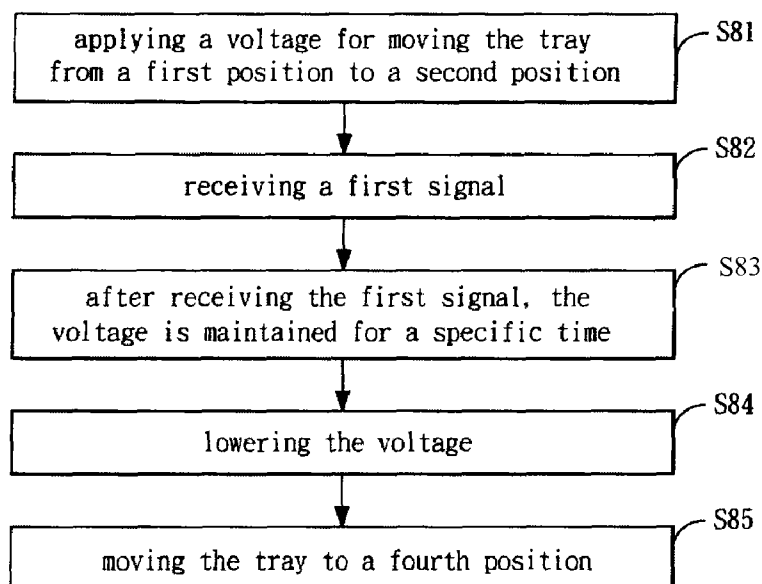 applying a voltage for moving the tray
from a first position to a second position
S81
receiving a first signal
S82
after receiving the first signal, the
voltage is maintained for a specific time
S83
lowering the voltage
S84
moving the tray to a fourth position
S85